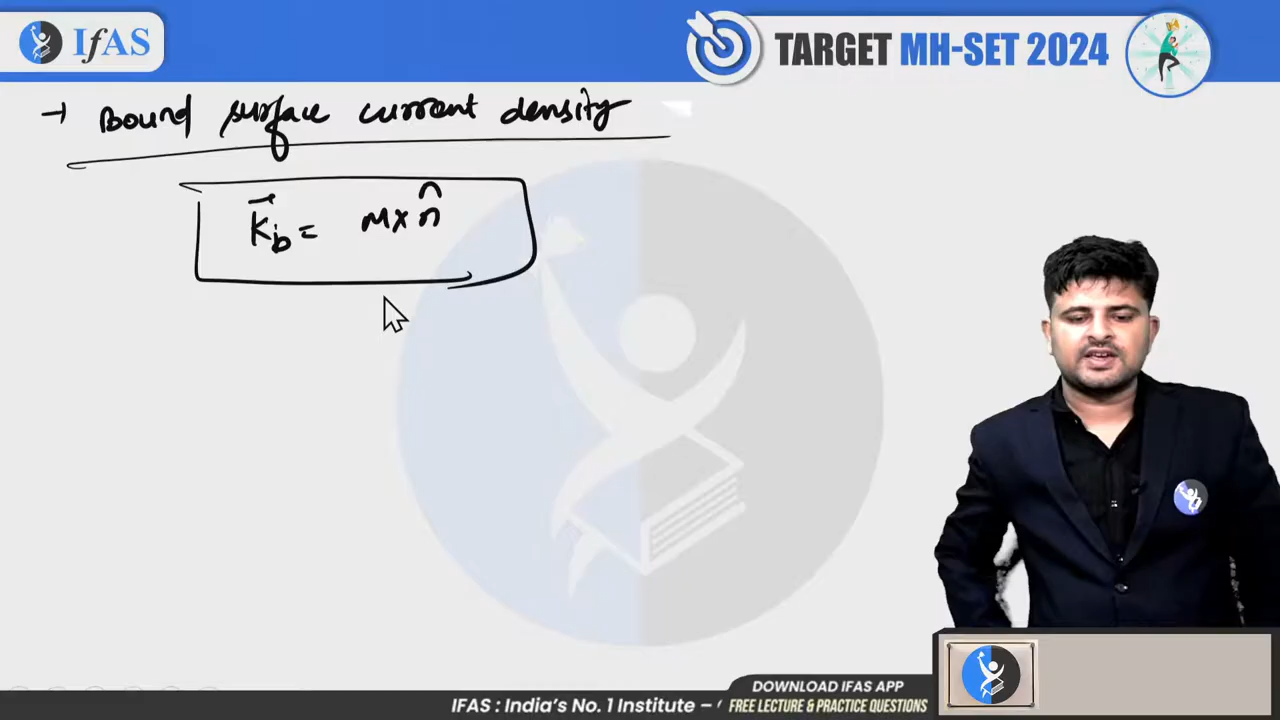 IfAS
TARGET MH-SET 2024
→ Bound surface current density
K⃗b = M× n̂
DOWNLOAD IFAS APP
IFAS : India's No. 1 Institute –
FREE LECTURE & PRACTICE QUESTIONS